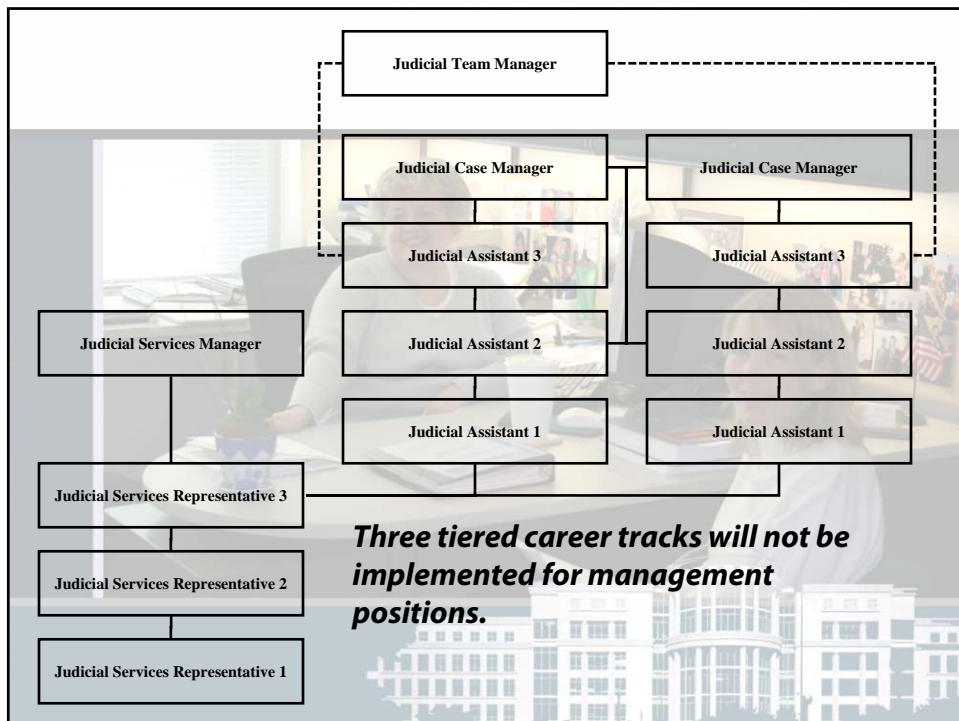 Judicial Team Manager
Judicial Case Manager
Judicial Case Manager
Judicial Assistant 3
Judicial Assistant 3
Judicial Services Manager
Judicial Assistant 2
Judicial Assistant 2
Judicial Assistant 1
Judicial Assistant 1
Judicial Services Representative 3
Three tiered career tracks will not be
implemented for management
positions.
Judicial Services Representative 2
Judicial Services Representative 1